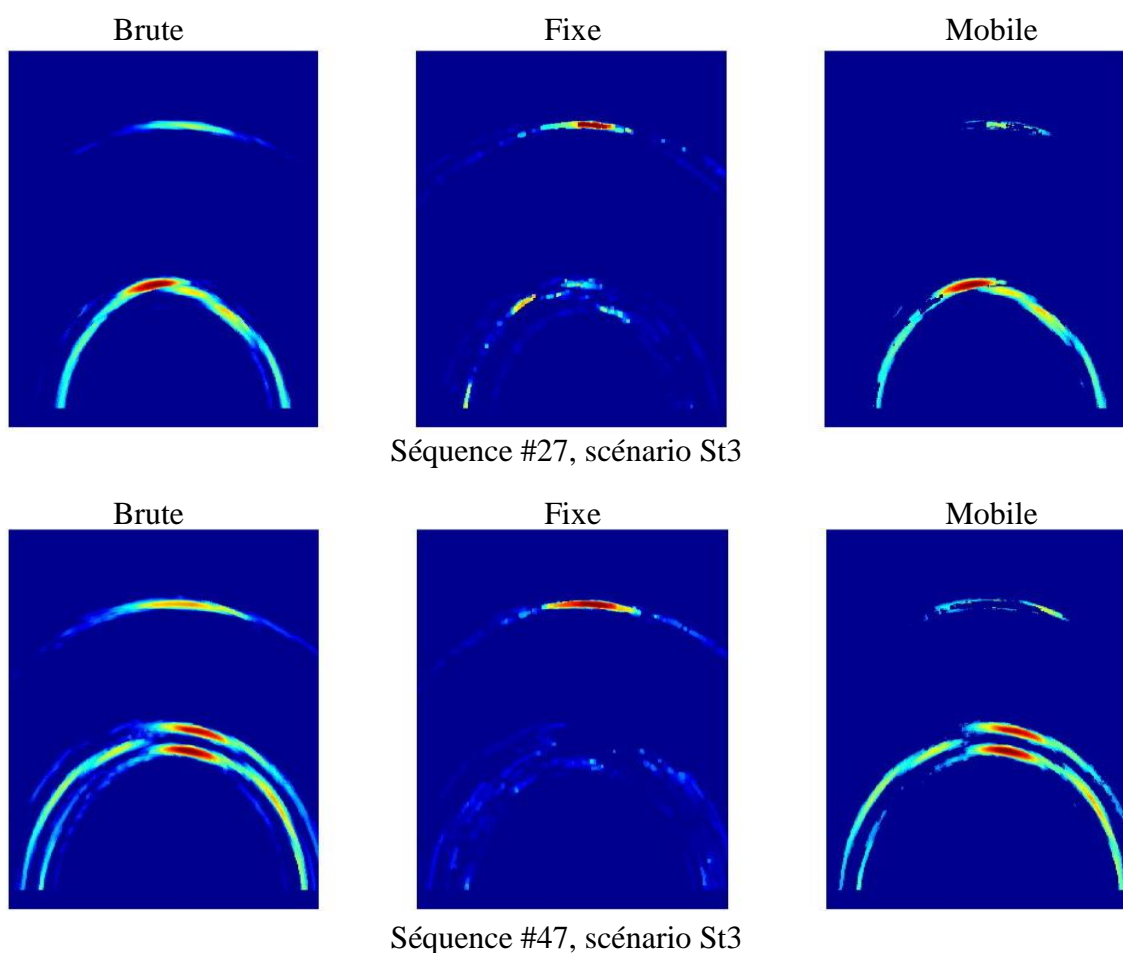 Brute Fixe Mobile
Séquence #27, scénario St3
Brute Fixe Mobile
Séquence #47, scénario St3